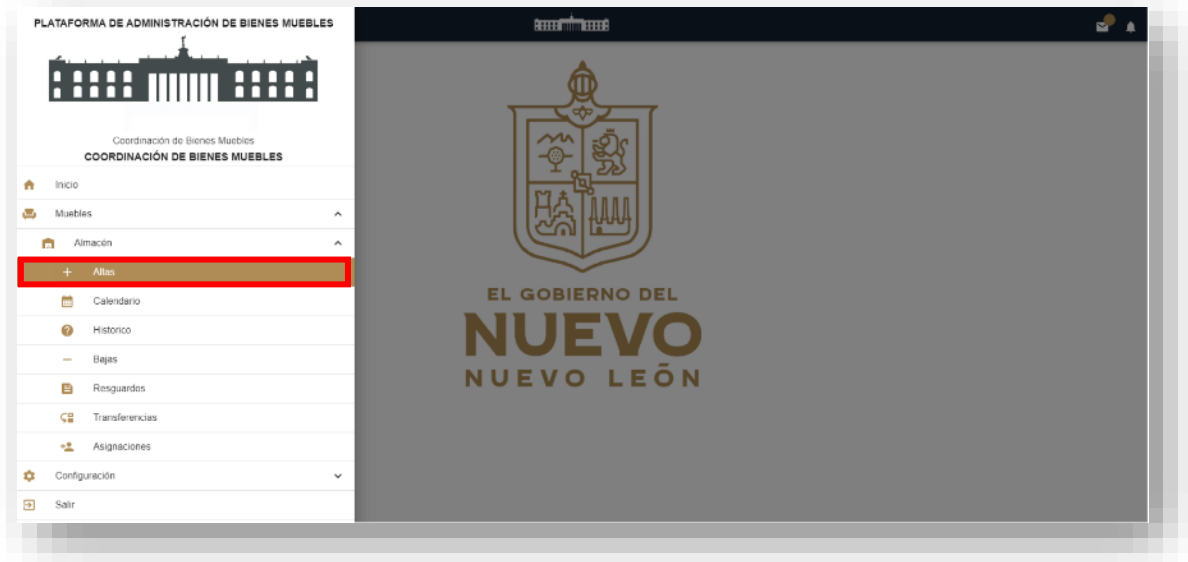 PLATAFORMA DE ADMINISTRACIÓN DE BIENES MUEBLES
Coordinación de Bienes Muebles
COORDINACIÓN DE BIENES MUEBLES
Inicio
Muebles
Almacén
Altas
Calendario
Historico
Bajas
Resguardos
Transferencias
Asignaciones
Configuración
Salir
EL GOBIERNO DEL
NUEVO
NUEVO LEÓN